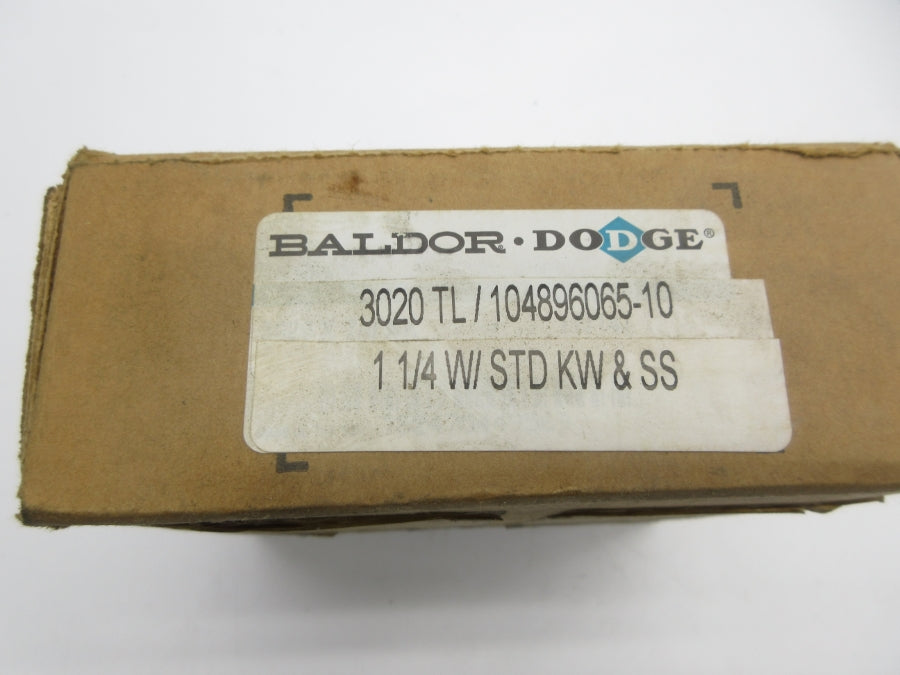 BALDOR · DODGE®
3020 TL / 104896065-10
1 1/4 W/ STD KW & SS